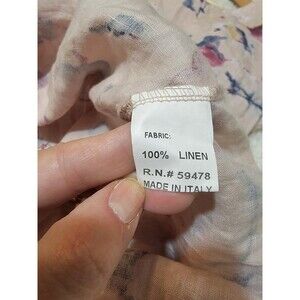 FABRIC:
100% LINEN
R.N.# 59478
MADE IN ITALY